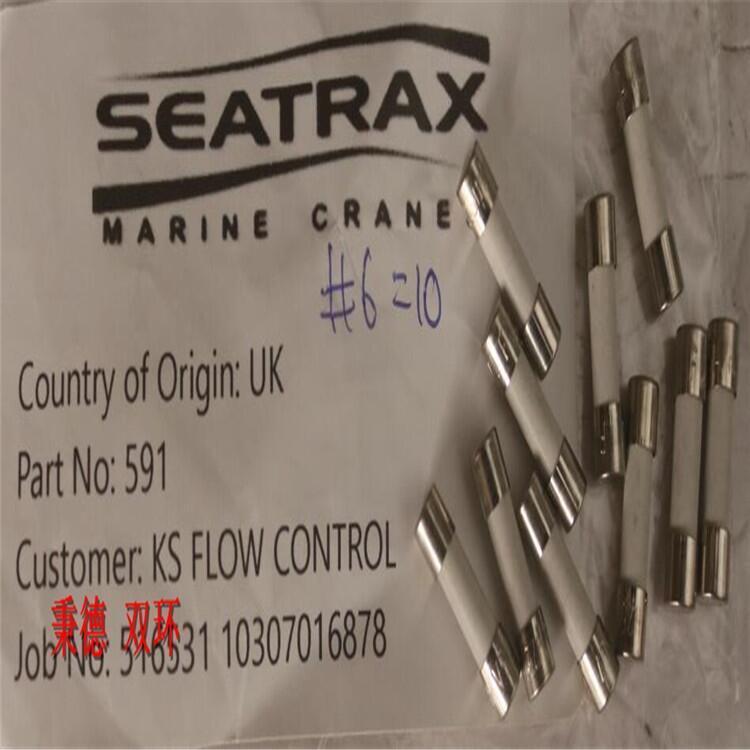 SEATRAX
MARINE CRANE
#6=10
Country of Origin: UK
Part No: 591
Customer: KS FLOW CONTROL
秉德 双环
Job No: 516531 10307016878